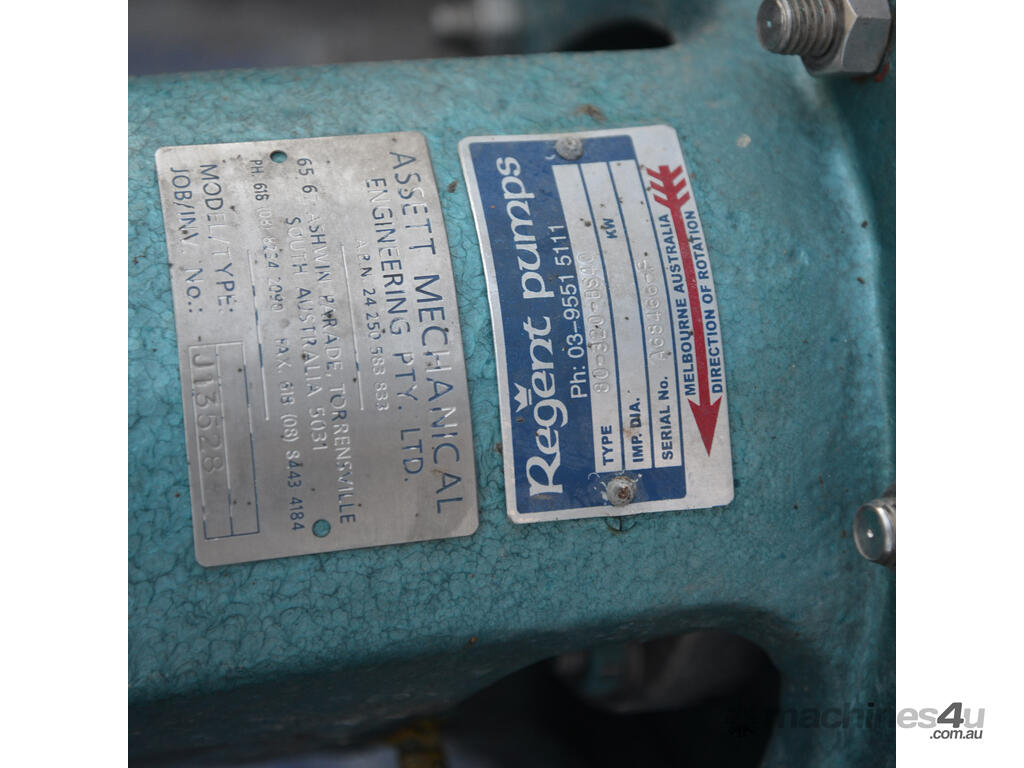 ASSETT MECHANICAL
ENGINEERING PTY. LTD.
ABN 24 250 583 833
ASHWIN PARADE, TORRENSVILLE
SOUTH AUSTRALIA 5031
FAX (08) 8443 4184
MODEL/TYPE:
JOB/INV No.: J13528
Regent pumps
Ph: 03-9551 5111
TYPE
IMP. DIA. KW
SERIAL No.
MELBOURNE AUSTRALIA
DIRECTION OF ROTATION
machines4u
.com.au